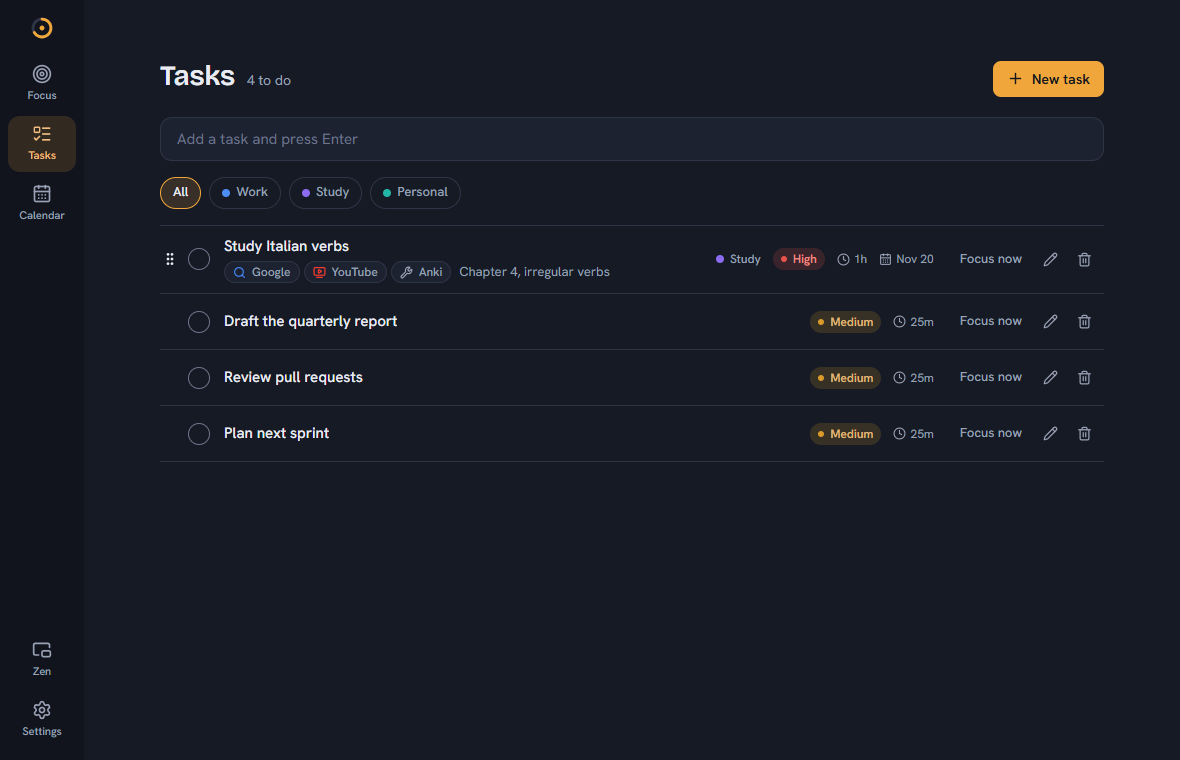 Focus
Tasks
Calendar
Zen
Settings
Tasks 4 to do
New task
Add a task and press Enter
All Work Study Personal
Study Italian verbs
Google YouTube Anki Chapter 4, irregular verbs
Study High 1h Nov 20 Focus now
Draft the quarterly report Medium 25m Focus now
Review pull requests Medium 25m Focus now
Plan next sprint Medium 25m Focus now